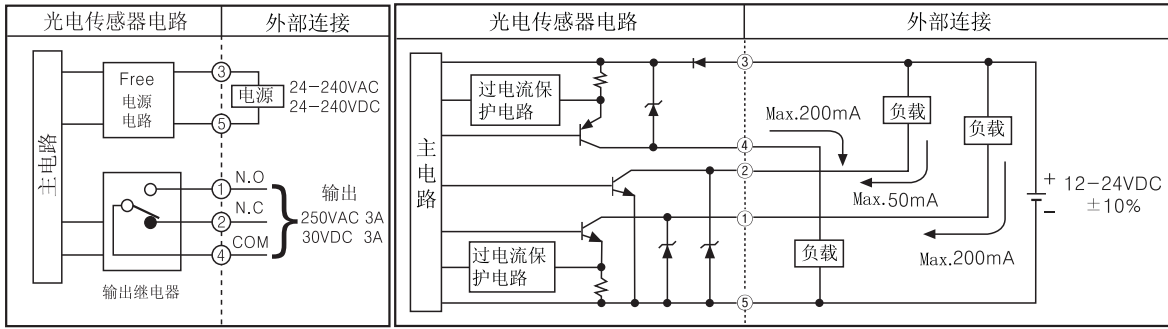 光电传感器电路
外部连接
主电路
Free
电源
电路
③
⑤
电源
24-240VAC
24-240VDC
① N.O
② N.C
④ COM
输出
250VAC 3A
30VDC 3A
输出继电器
光电传感器电路
外部连接
主电路
过电流保
护电路
过电流保
护电路
③
④
②
①
⑤
Max.200mA
负载
负载
Max.50mA
负载
Max.200mA
+ 12-24VDC
− ±10%